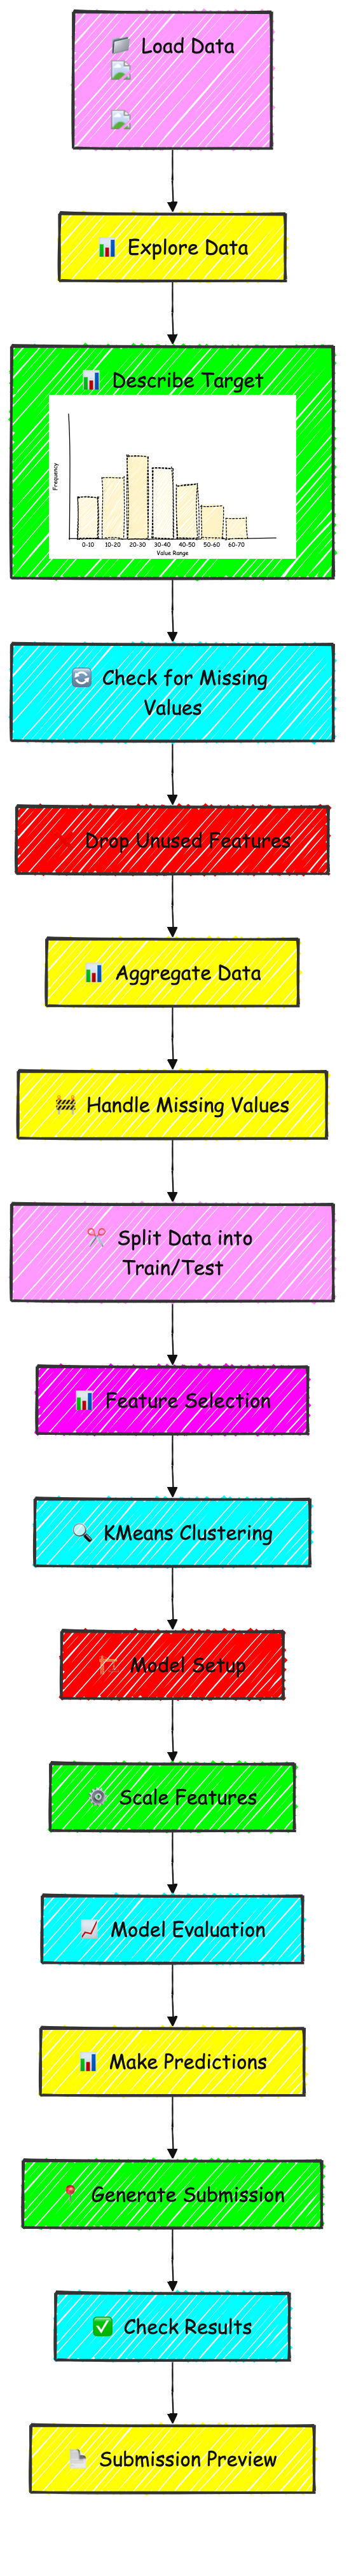 Load Data
Explore Data
Describe Target
Frequency
0-10 10-20 20-30 30-40 40-50 50-60 60-70
Value Range
Check for Missing
Values
Drop Unused Features
Aggregate Data
Handle Missing Values
Split Data into
Train/Test
Feature Selection
KMeans Clustering
Model Setup
Scale Features
Model Evaluation
Make Predictions
Generate Submission
Check Results
Submission Preview